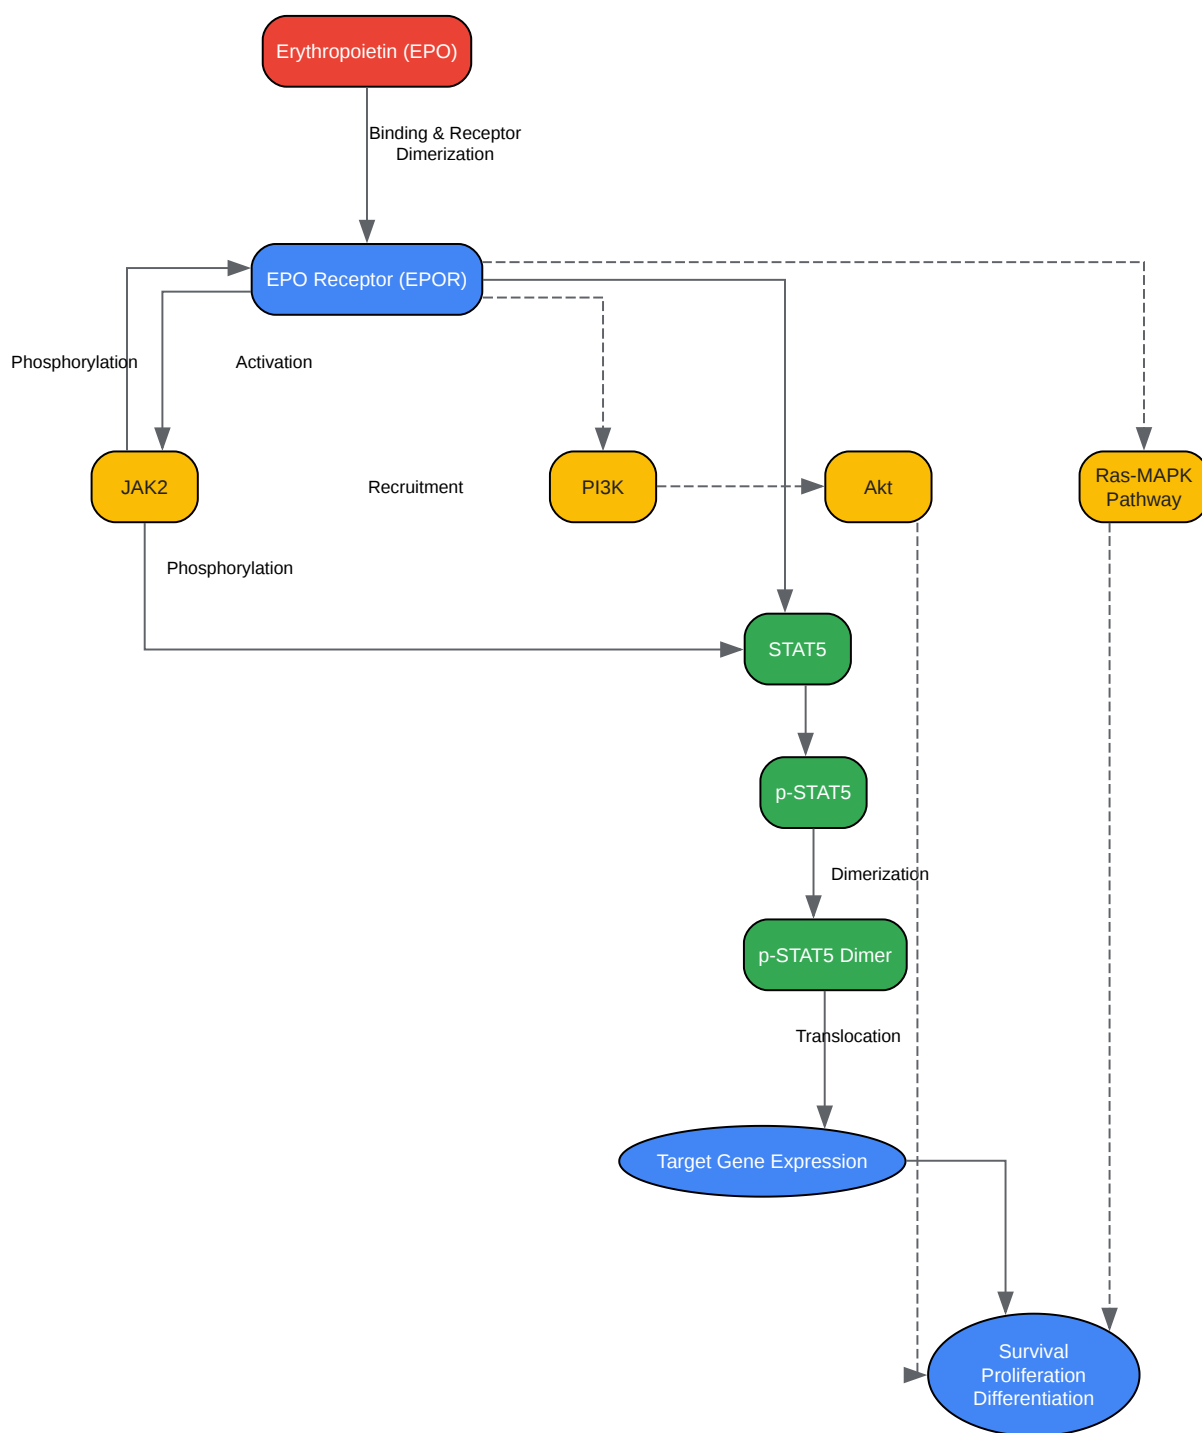 Erythropoietin (EPO)
Binding & Receptor
Dimerization
EPO Receptor (EPOR)
Phosphorylation
Activation
JAK2
Recruitment
PI3K
Akt
Ras-MAPK
Pathway
Phosphorylation
STAT5
p-STAT5
Dimerization
p-STAT5 Dimer
Translocation
Target Gene Expression
Survival
Proliferation
Differentiation